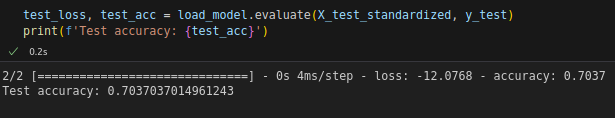 test_loss, test_acc = load_model.evaluate(X_test_standardized, y_test)
print(f'Test accuracy: {test_acc}')
✓ 0.2s
2/2 [==============================] - 0s 4ms/step - loss: -12.0768 - accuracy: 0.7037
Test accuracy: 0.7037037014961243